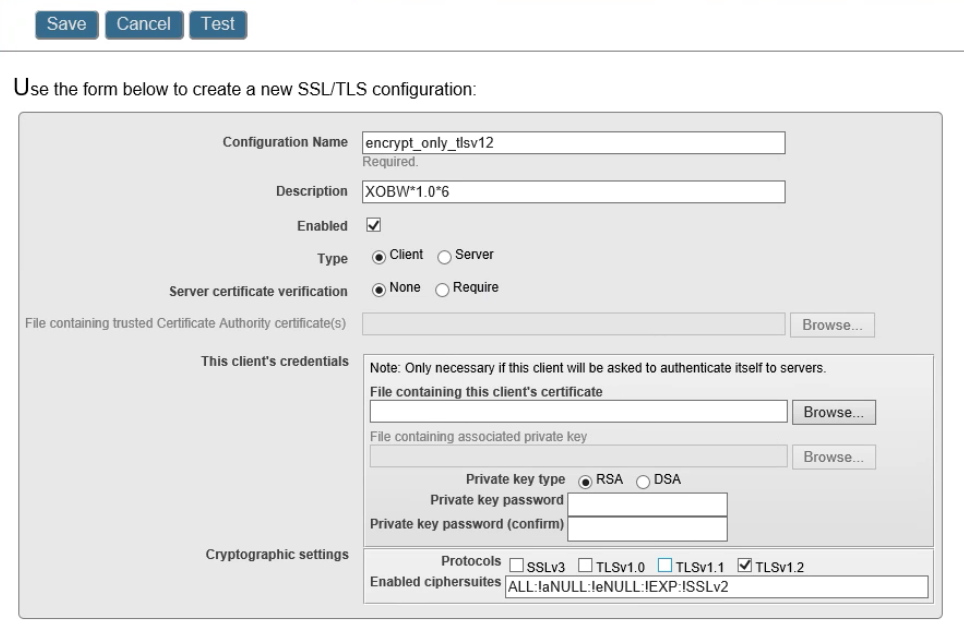 Save Cancel Test
Use the form below to create a new SSL/TLS configuration:
Configuration Name encrypt_only_tlsv12
Required.
Description XOBW*1.0*6
Enabled
Type Client Server
Server certificate verification None Require
File containing trusted Certificate Authority certificate(s) Browse...
This client's credentials
Note: Only necessary if this client will be asked to authenticate itself to servers.
File containing this client's certificate
Browse...
File containing associated private key
Browse...
Private key type RSA DSA
Private key password
Private key password (confirm)
Cryptographic settings
Protocols SSLv3 TLSv1.0 TLSv1.1 TLSv1.2
Enabled ciphersuites ALL:!aNULL:!eNULL:!EXP:!SSLv2